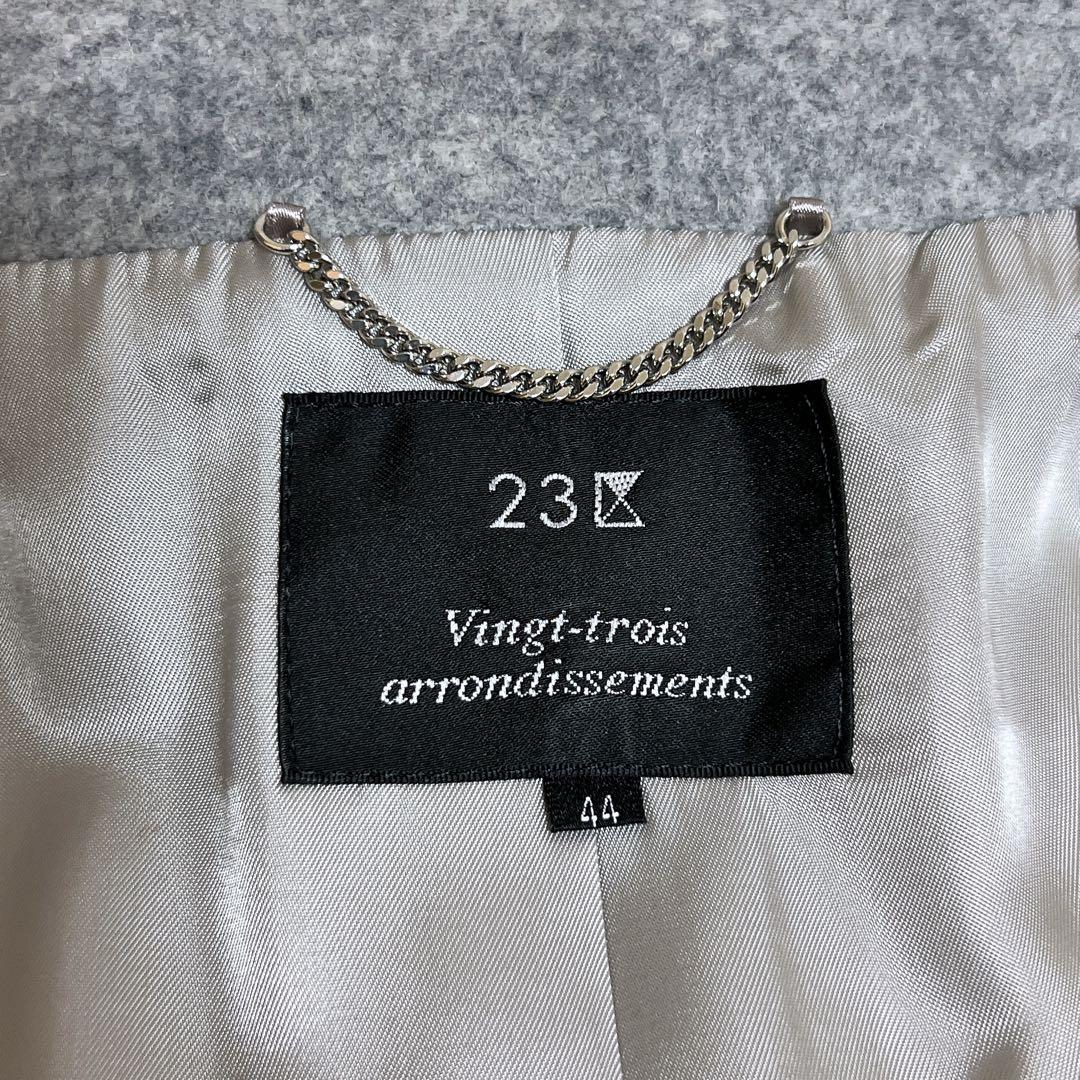 23区
Vingt-trois
arrondissements
44